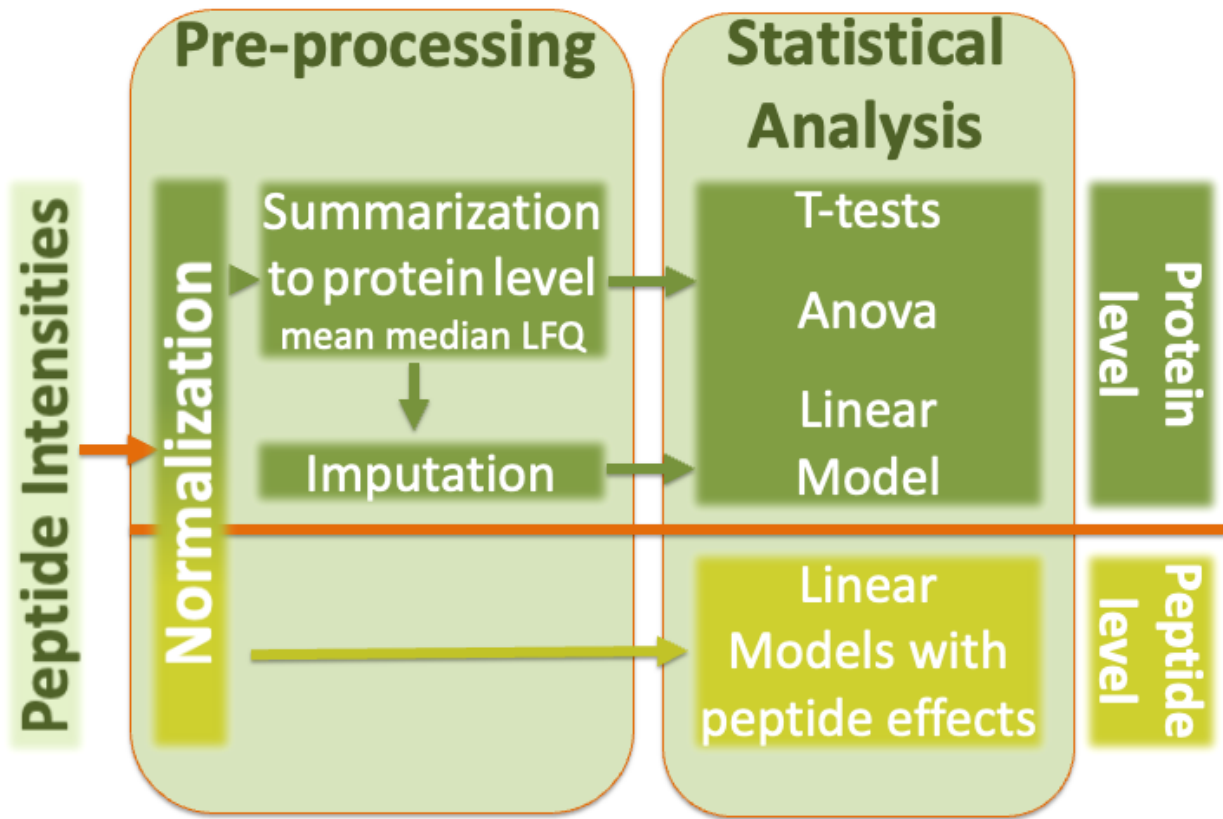 Pre-processing
Statistical
Analysis
Peptide Intensities
Normalization
Summarization
to protein level
mean median LFQ
Imputation
T-tests
Anova
Linear
Model
Protein
level
Linear
Models with
peptide effects
Peptide
level